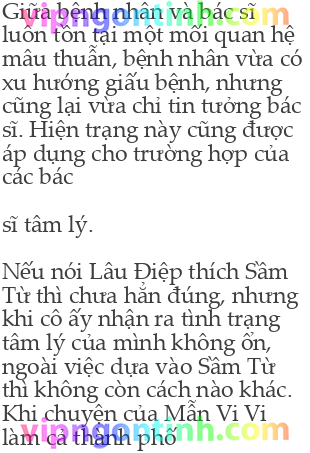 Giữa bệnh nhân và bác sĩ
luôn tồn tại một mối quan hệ
mâu thuẫn, bệnh nhân vừa có
xu hướng giấu bệnh, nhưng
cũng lại vừa chỉ tin tưởng bác
sĩ. Hiện trạng này cũng được
áp dụng cho trường hợp của
các bác
sĩ tâm lý.
Nếu nói Lâu Điệp thích Sầm
Từ thì chưa hẳn đúng, nhưng
khi cô ấy nhận ra tình trạng
tâm lý của mình không ổn,
ngoài việc dựa vào Sầm Từ
thì không còn cách nào khác.
Khi chuyện của Mẫn Vi Vi
làm cả thành phố
vipngontinh.com
vipngontinh.com